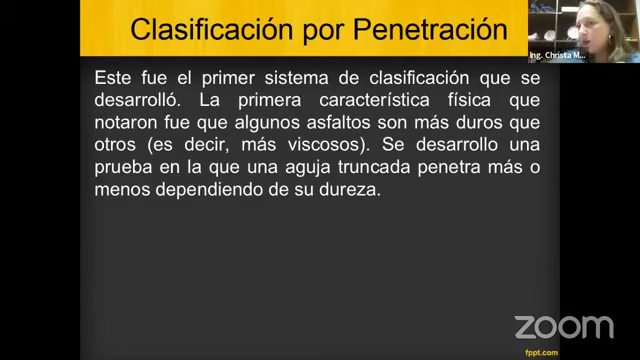 Clasificación por Penetración
Ing. Christa M...
Este fue el primer sistema de clasificación que se
desarrolló. La primera característica física que
notaron fue que algunos asfaltos son más duros que
otros (es decir, más viscosos). Se desarrollo una
prueba en la que una aguja truncada penetra más o
menos dependiendo de su dureza.
zoom
fppt.com